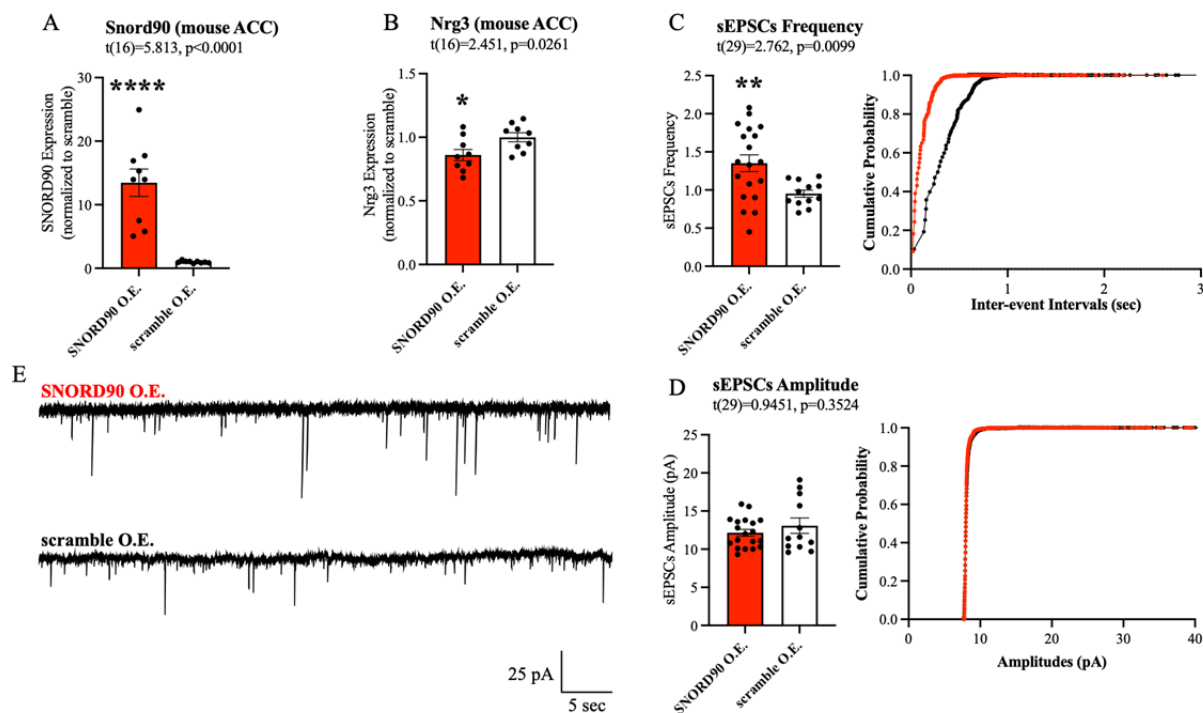 A
Snord90 (mouse ACC)
t(16)=5.813, p<0.0001
SNORD90 Expression
(normalized to scramble)
30
20
10
0
****
SNORD90 O.E.
scramble O.E.
B
Nrg3 (mouse ACC)
t(16)=2.451, p=0.0261
Nrg3 Expression
(normalized to scramble)
1.5
1.0
0.5
0.0
*
SNORD90 O.E.
scramble O.E.
C
sEPSCs Frequency
t(29)=2.762, p=0.0099
sEPSCs Frequency
2.5
2.0
1.5
1.0
0.5
0.0
**
SNORD90 O.E.
scramble O.E.
Cumulative Probability
1.0
0.8
0.6
0.4
0.2
0.0
0 1 2 3
Inter-event Intervals (sec)
E
SNORD90 O.E.
scramble O.E.
25 pA
5 sec
D
sEPSCs Amplitude
t(29)=0.9451, p=0.3524
sEPSCs Amplitude (pA)
25
20
15
10
5
0
SNORD90 O.E.
scramble O.E.
Cumulative Probability
1.0
0.8
0.6
0.4
0.2
0.0
0 10 20 30 40
Amplitudes (pA)